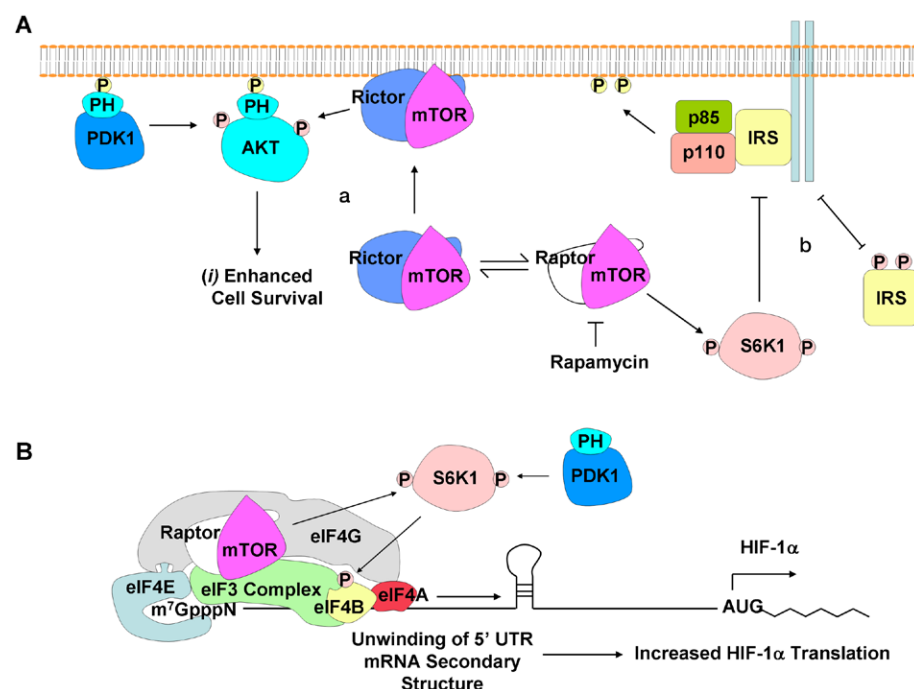 A
P
P
P P
PH
PH
Rictor
P
P
PDK1
AKT
mTOR
p85
IRS
p110
a
b
Rictor
mTOR
Raptor
mTOR
(i) Enhanced
Cell Survival
P P
IRS
P
S6K1
P
Rapamycin
B
PH
P
S6K1
P
PDK1
Raptor
mTOR
eIF4G
HIF-1α
P
eIF4E
eIF3 Complex
eIF4A
m⁷GpppN
eIF4B
AUG
Unwinding of 5' UTR
mRNA Secondary
Structure
Increased HIF-1α Translation